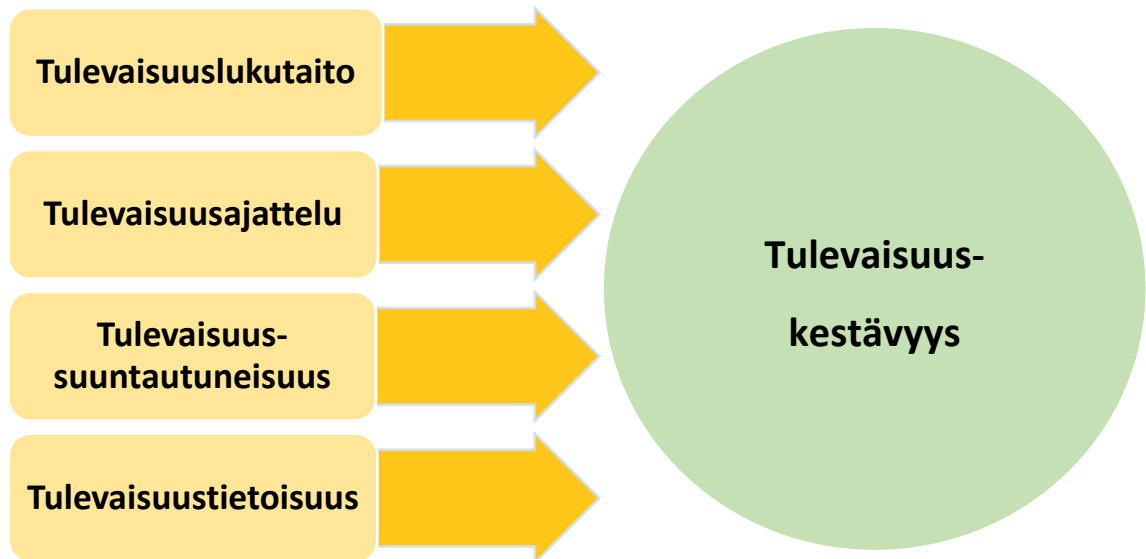 Tulevaisuuslukutaito
Tulevaisuusajattelu
Tulevaisuus-
suuntautuneisuus
Tulevaisuustietoisuus
Tulevaisuus-
kestävyys